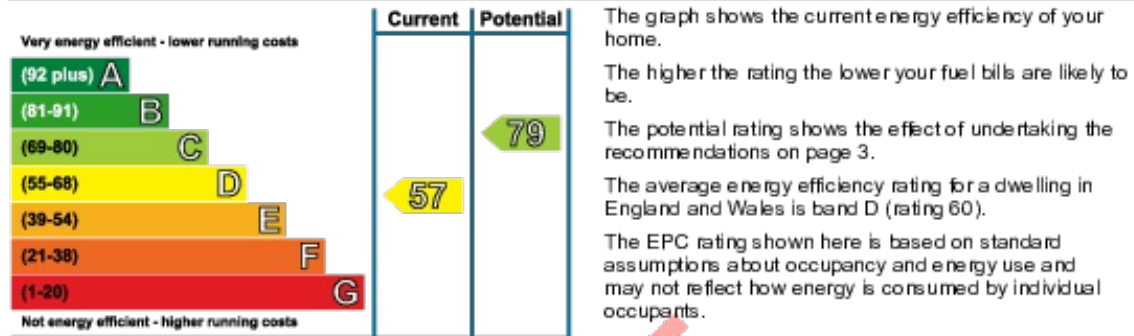 Current Potential
Very energy efficient - lower running costs
(92 plus) A
(81-91) B
(69-80) C
(55-68) D
(39-54) E
(21-38) F
(1-20) G
Not energy efficient - higher running costs
57
79
The graph shows the current energy efficiency of your
home.
The higher the rating the lower your fuel bills are likely to
be.
The potential rating shows the effect of undertaking the
recommendations on page 3.
The average energy efficiency rating for a dwelling in
England and Wales is band D (rating 60).
The EPC rating shown here is based on standard
assumptions about occupancy and energy use and
may not reflect how energy is consumed by individual
occupants.